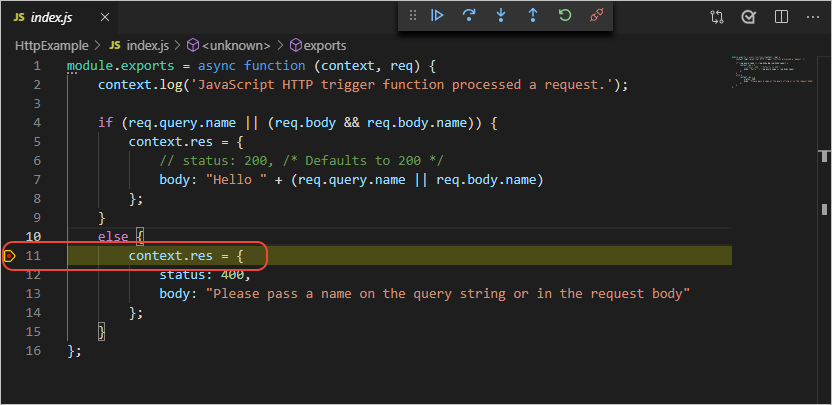 JS index.js
HttpExample > JS index.js > <unknown> > exports
1 module.exports = async function (context, req) {
2     context.log('JavaScript HTTP trigger function processed a request.');
3
4     if (req.query.name || (req.body && req.body.name)) {
5         context.res = {
6             // status: 200, /* Defaults to 200 */
7             body: "Hello " + (req.query.name || req.body.name)
8         };
9     }
10     else {
11         context.res = {
12             status: 400,
13             body: "Please pass a name on the query string or in the request body"
14         };
15     }
16 };